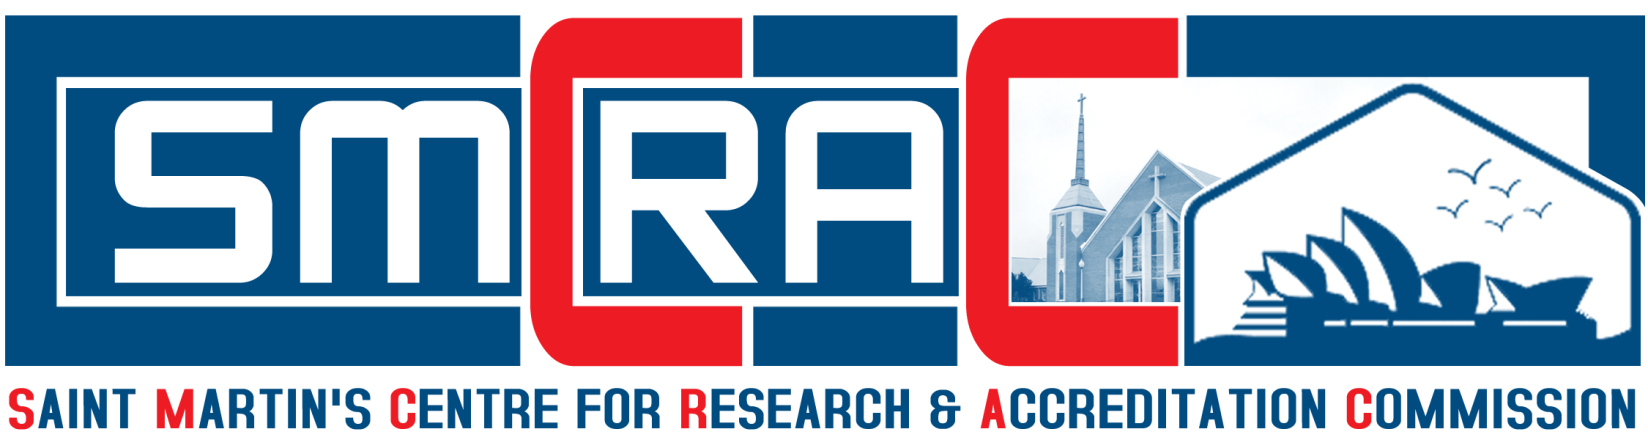 SMCRAC
SAINT MARTIN'S CENTRE FOR RESEARCH & ACCREDITATION COMMISSION